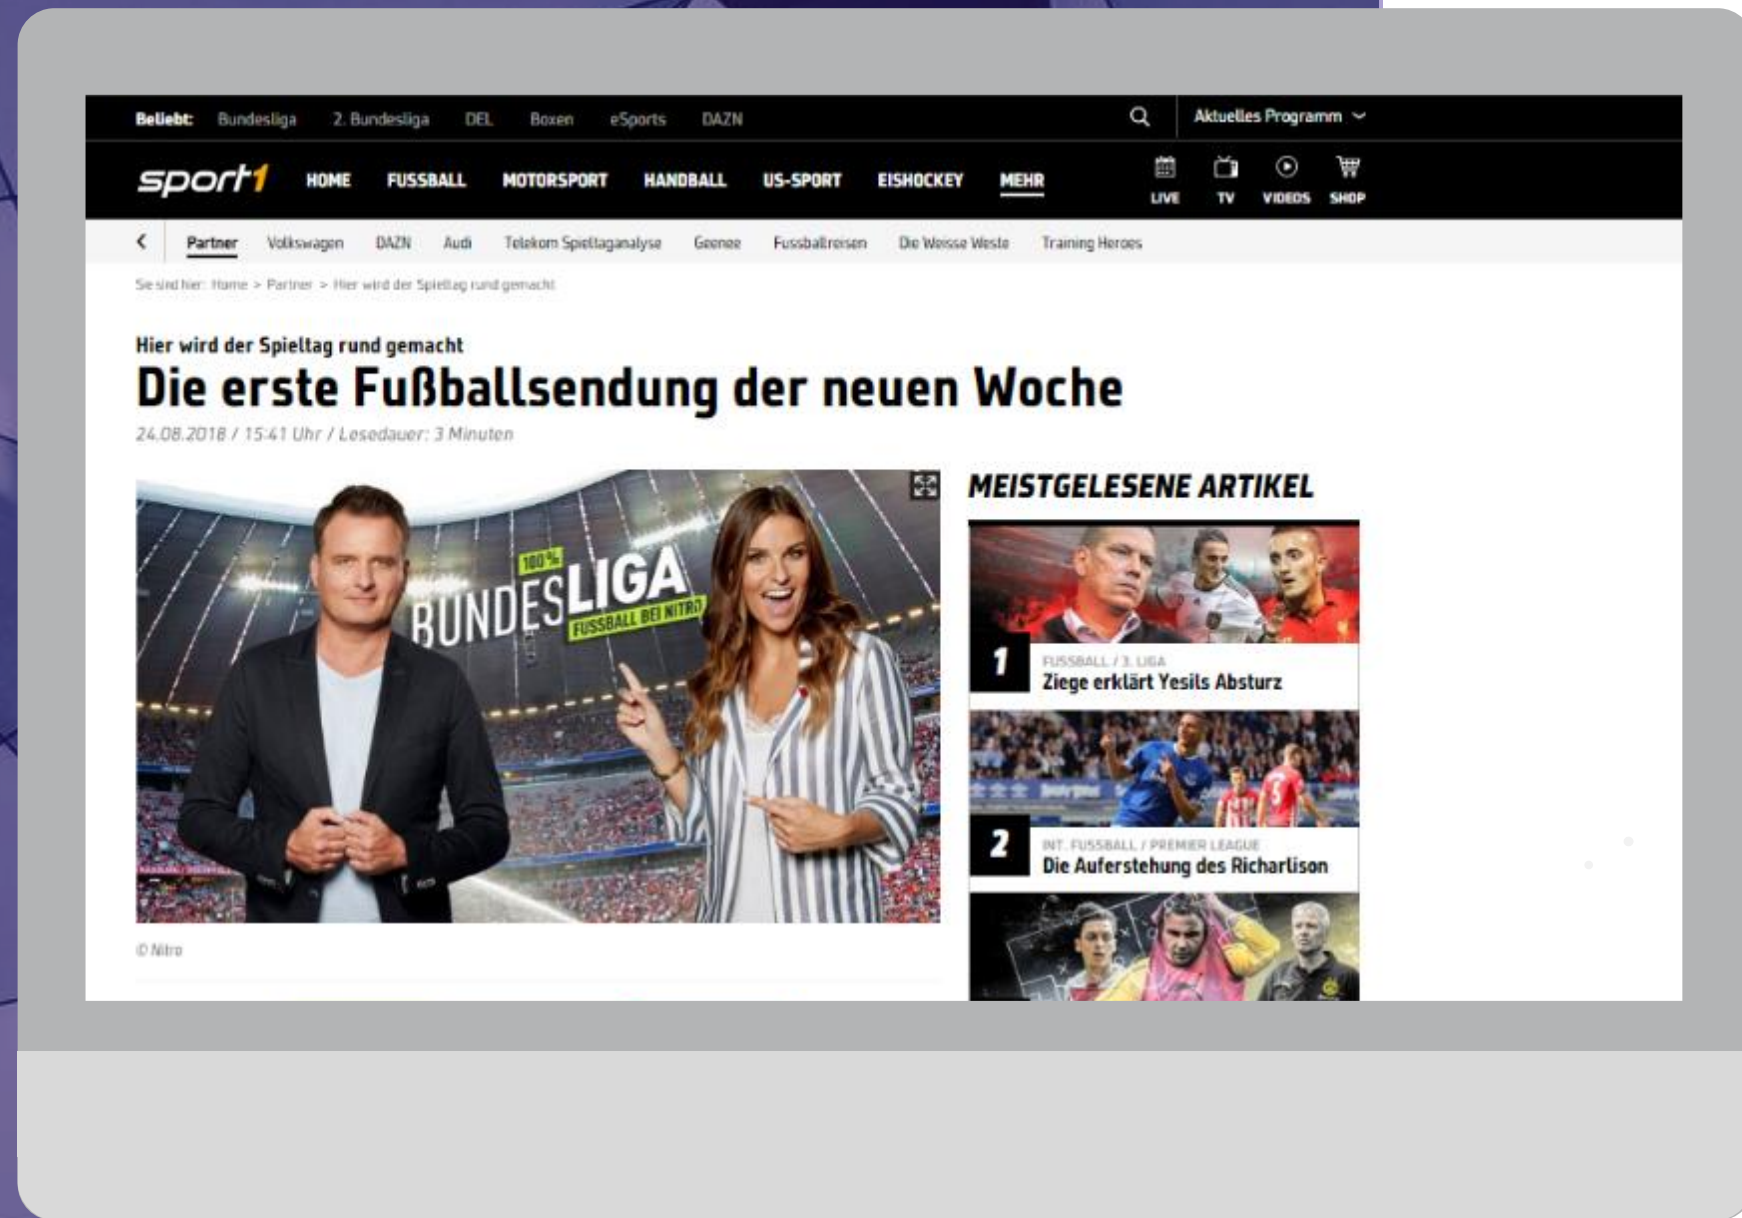 Beliebt: Bundesliga 2. Bundesliga DEL Boxen eSports DAZN Aktuelles Programm
sport1 HOME FUSSBALL MOTORSPORT HANDBALL US-SPORT EISHOCKEY MEHR LIVE TV VIDEOS SHOP
Partner Volkswagen DAZN Audi Telekom Spieltaganalyse Geenee Fussballreisen Die Weisse Weste Training Heroes
Sie sind hier: Home > Partner > Hier wird der Spieltag rund gemacht
Hier wird der Spieltag rund gemacht
Die erste Fußballsendung der neuen Woche
24.08.2018 / 15:41 Uhr / Lesedauer: 3 Minuten
100%
BUNDESLIGA
FUSSBALL BEI NITRO
© Nitro
MEISTGELESENE ARTIKEL
1
FUSSBALL / 3. LIGA
Ziege erklärt Yesils Absturz
5
2
INT. FUSSBALL / PREMIER LEAGUE
Die Auferstehung des Richarlison